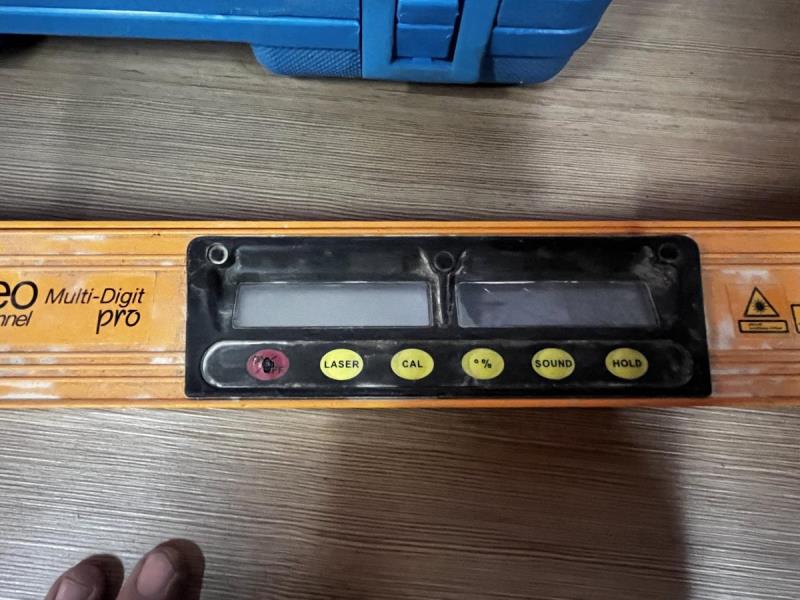 eo Multi-Digit
nnel pro
LASER CAL °% SOUND HOLD